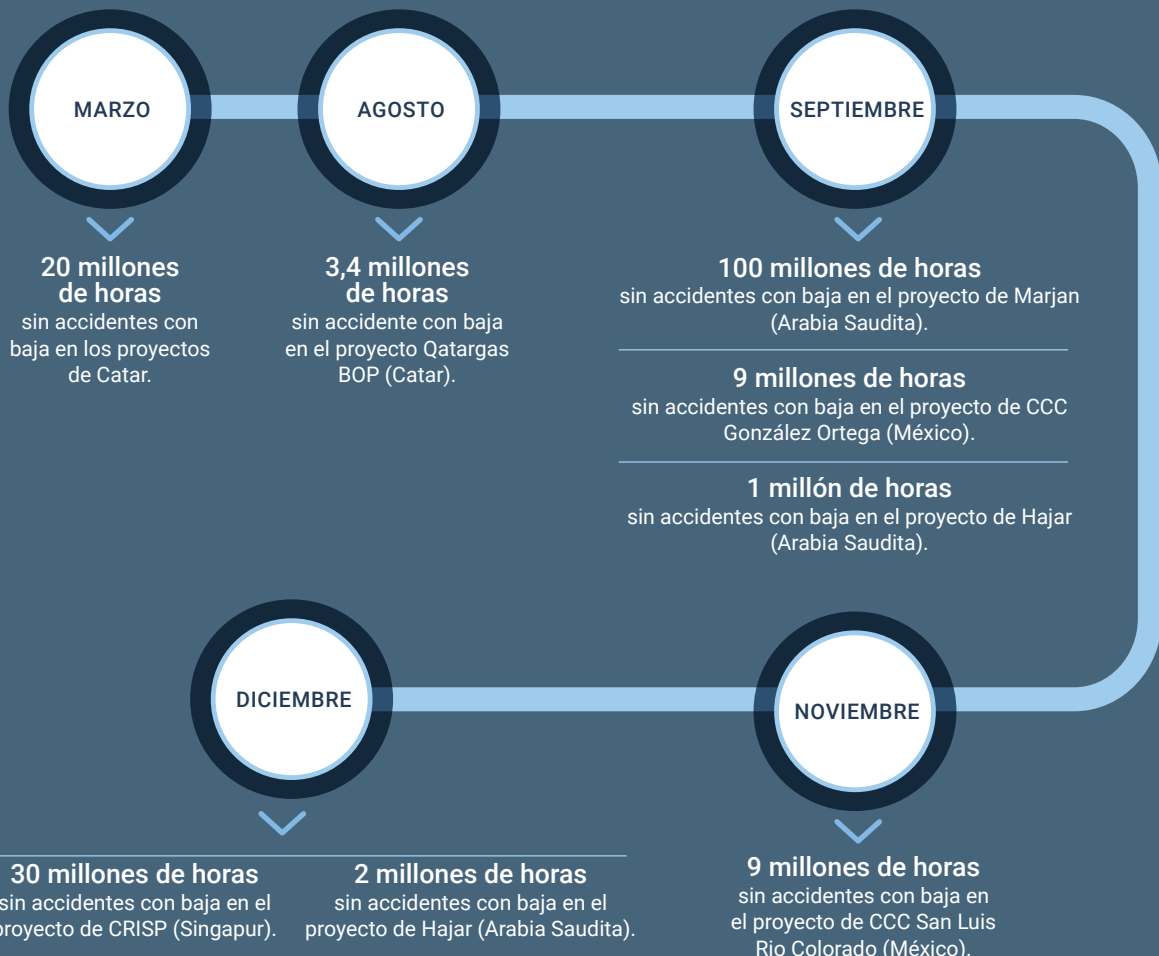 MARZO
20 millones
de horas
sin accidentes con
baja en los proyectos
de Catar.
AGOSTO
3,4 millones
de horas
sin accidente con baja
en el proyecto Qatargas
BOP (Catar).
SEPTIEMBRE
100 millones de horas
sin accidentes con baja en el proyecto de Marjan
(Arabia Saudita).
9 millones de horas
sin accidentes con baja en el proyecto de CCC
González Ortega (México).
1 millón de horas
sin accidentes con baja en el proyecto de Hajar
(Arabia Saudita).
NOVIEMBRE
9 millones de horas
sin accidentes con baja en
el proyecto de CCC San Luis
Rio Colorado (México).
DICIEMBRE
30 millones de horas
sin accidentes con baja en el
proyecto de CRISP (Singapur).
2 millones de horas
sin accidentes con baja en el
proyecto de Hajar (Arabia Saudita).